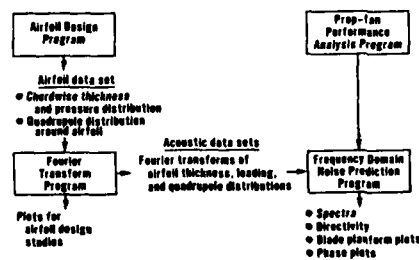 Airfoil Design
Program
Prop-fan
Performance
Analysis Program
Airfoil data set
Chordwise thickness
and pressure distribution
Quadrupole distribution
around airfoil
Fourier
Transform
Program
Acoustic data sets
Fourier transforms of
airfoil thickness, loading,
and quadrupole distributions
Frequency Domain
Noise Prediction
Program
Plots for
airfoil design
studies
Spectra
Directivity
Blade planform plots
Phase plots